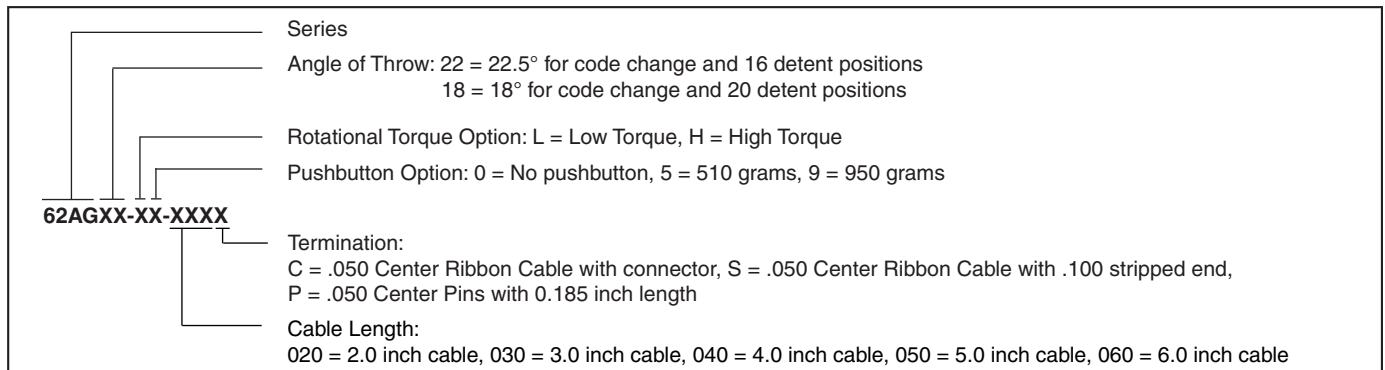 Series
Angle of Throw: 22 = 22.5° for code change and 16 detent positions
18 = 18° for code change and 20 detent positions
Rotational Torque Option: L = Low Torque, H = High Torque
Pushbutton Option: 0 = No pushbutton, 5 = 510 grams, 9 = 950 grams
62AGXX-XX-XXXX
Termination:
C = .050 Center Ribbon Cable with connector, S = .050 Center Ribbon Cable with .100 stripped end,
P = .050 Center Pins with 0.185 inch length
Cable Length:
020 = 2.0 inch cable, 030 = 3.0 inch cable, 040 = 4.0 inch cable, 050 = 5.0 inch cable, 060 = 6.0 inch cable